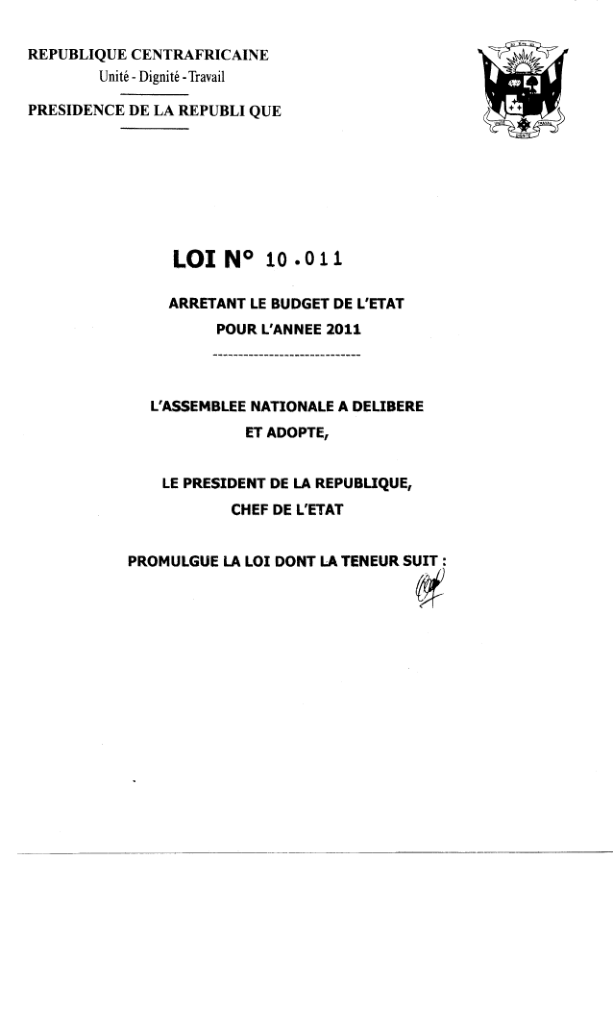 REPUBLIQUE CENTRAFRICAINE
Unité - Dignité - Travail
PRESIDENCE DE LA REPUBLI QUE
LOI N° 10.011
ARRETANT LE BUDGET DE L'ETAT
POUR L'ANNEE 2011
L'ASSEMBLEE NATIONALE A DELIBERE
ET ADOPTE,
LE PRESIDENT DE LA REPUBLIQUE,
CHEF DE L'ETAT
PROMULGUE LA LOI DONT LA TENEUR SUIT :